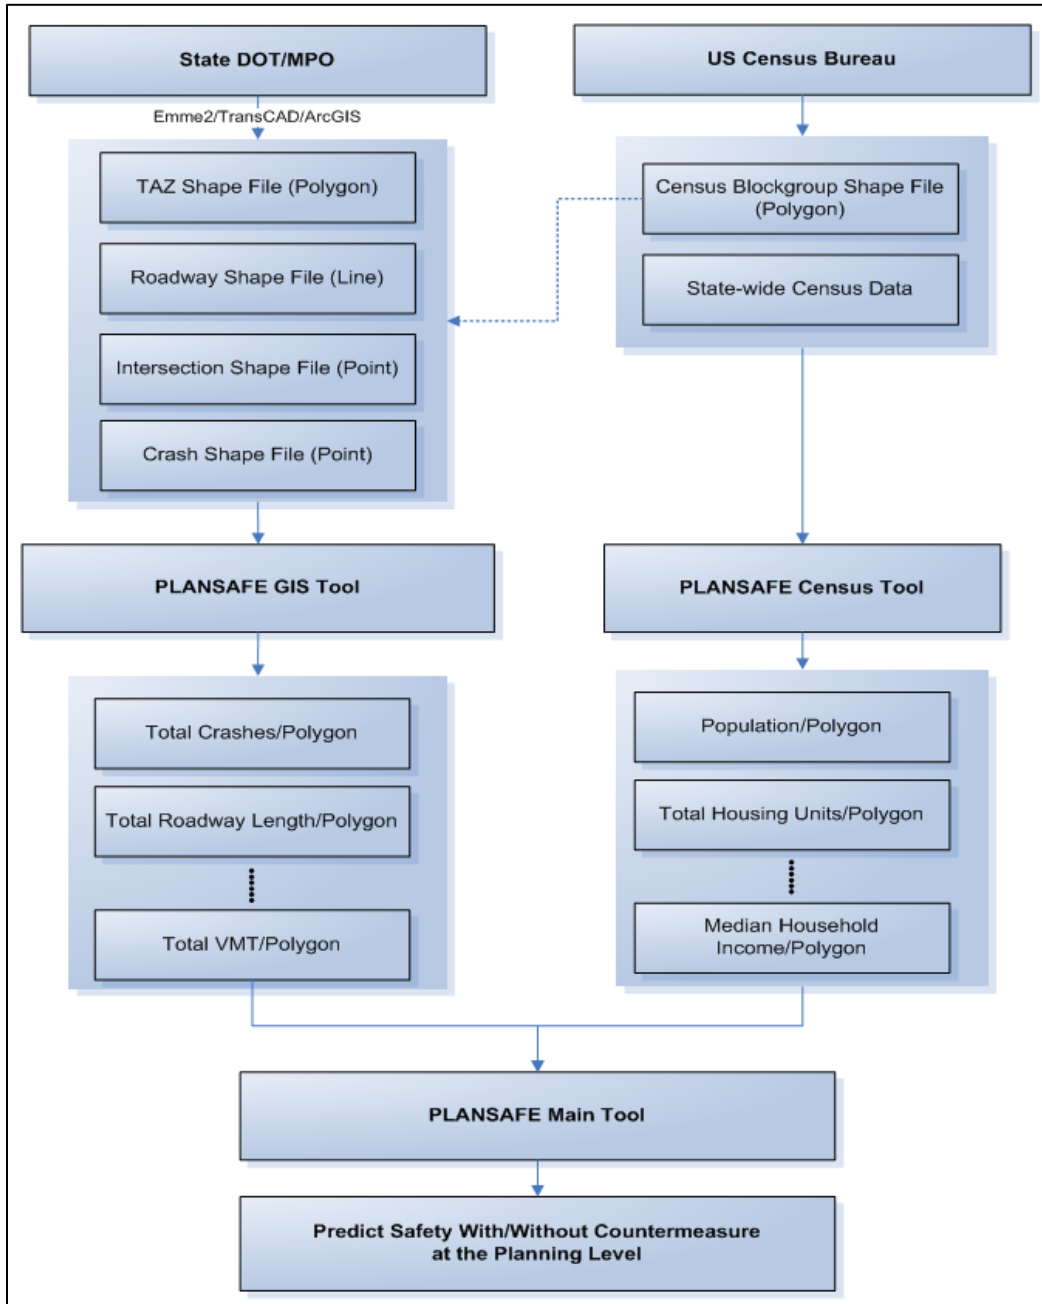 State DOT/MPO
Emme2/TransCAD/ArcGIS
TAZ Shape File (Polygon)
Roadway Shape File (Line)
Intersection Shape File (Point)
Crash Shape File (Point)
US Census Bureau
Census Blockgroup Shape File
(Polygon)
State-wide Census Data
PLANSAFE GIS Tool
PLANSAFE Census Tool
Total Crashes/Polygon
Total Roadway Length/Polygon
Total VMT/Polygon
Population/Polygon
Total Housing Units/Polygon
Median Household
Income/Polygon
PLANSAFE Main Tool
Predict Safety With/Without Countermeasure
at the Planning Level